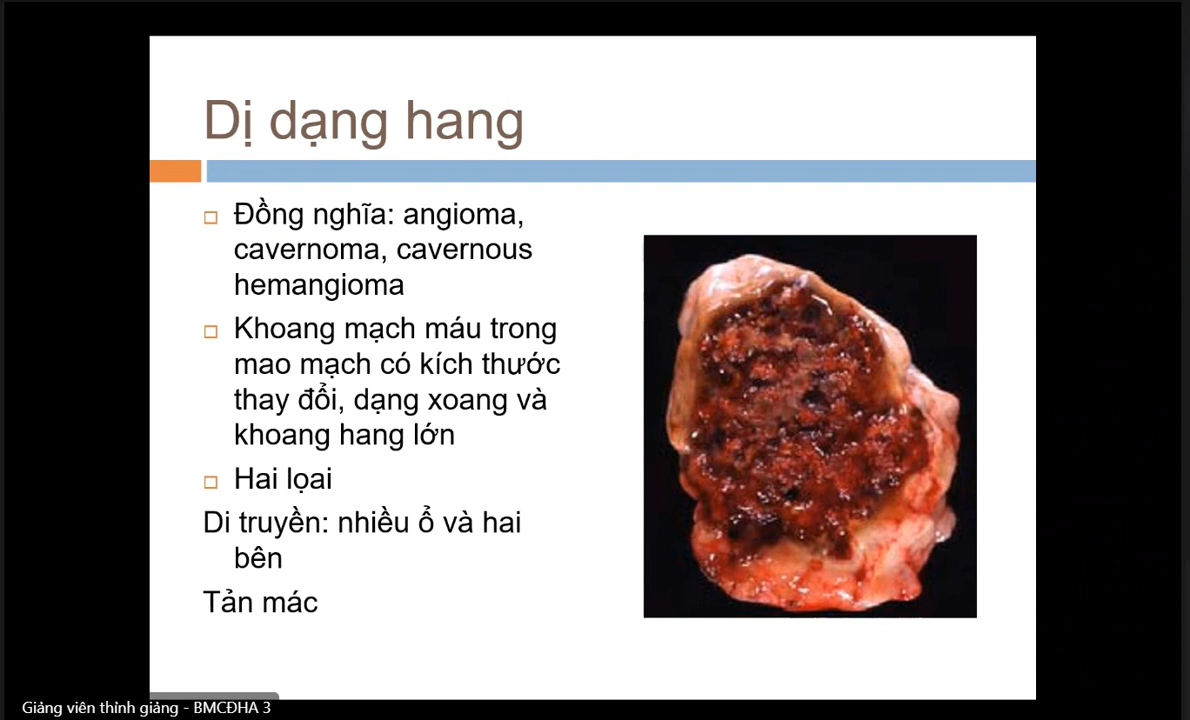 Dị dạng hang
Đồng nghĩa: angioma,
cavernoma, cavernous
hemangioma
Khoang mạch máu trong
mao mạch có kích thước
thay đổi, dạng xoang và
khoang hang lớn
Hai lọai
Di truyền: nhiều ổ và hai
bên
Tản mác
Giảng viên thỉnh giảng - BMCĐHA 3